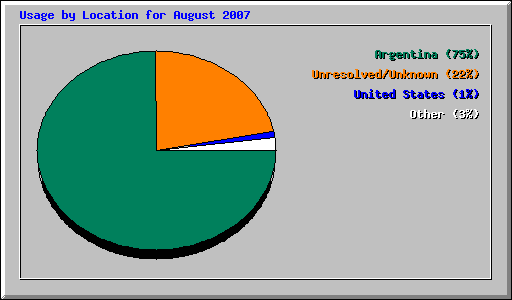 Usage by Location for August 2007
Argentina (75%)
Unresolved/Unknown (22%)
United States (1%)
Other (3%)